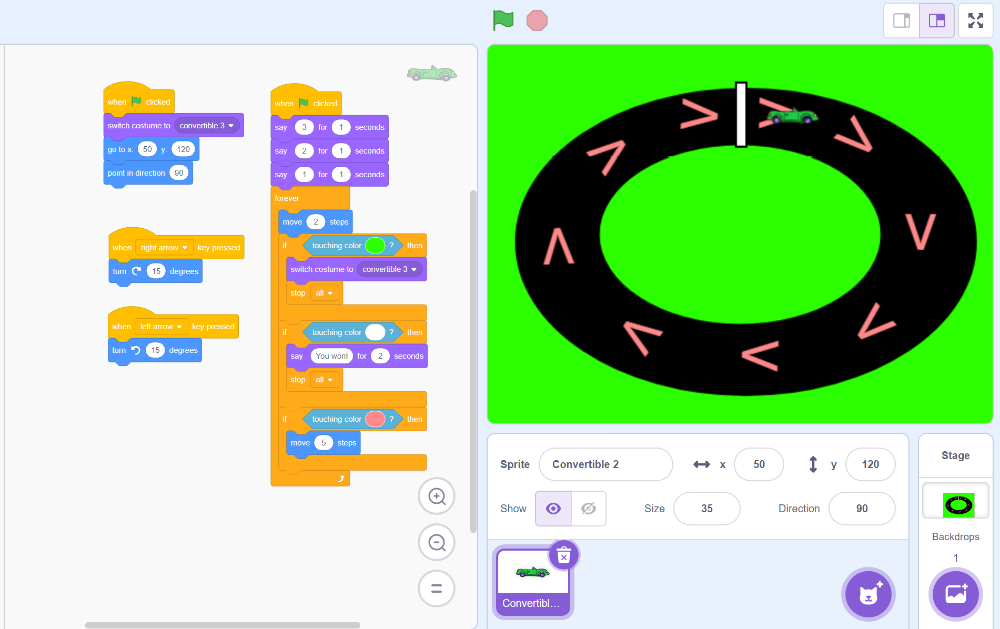 when clicked
switch costume to convertible 3
go to x: 50 y: 120
point in direction 90
when right arrow key pressed
turn 15 degrees
when left arrow key pressed
turn 15 degrees
when clicked
say 3 for 1 seconds
say 2 for 1 seconds
say 1 for 1 seconds
forever
move 2 steps
if touching color ? then
switch costume to convertible 3
stop all
if touching color ? then
say You won! for 2 seconds
stop all
if touching color ? then
move 5 steps
Sprite Convertible 2 x 50 y 120
Show Size 35 Direction 90
Convertibl...
Stage
Backdrops
1